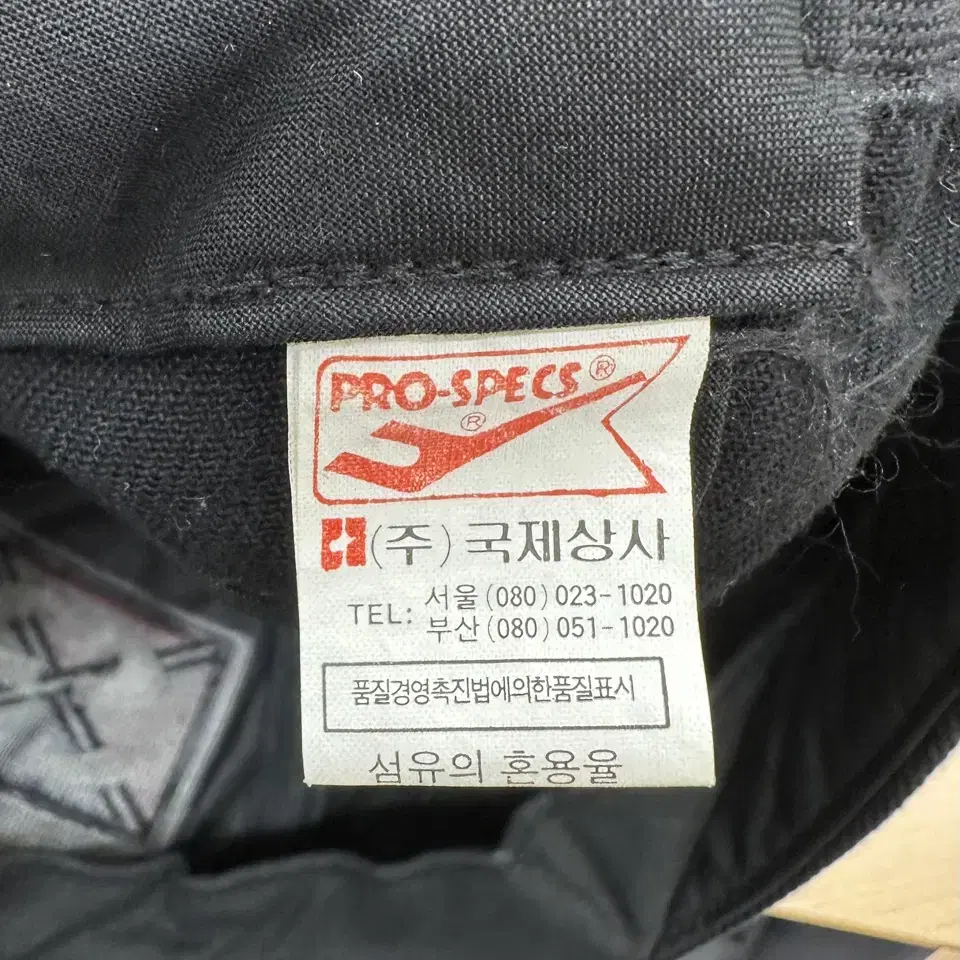 PRO-SPECS ®
®
(주) 국제상사
TEL: 서울 (080) 023-1020
부산 (080) 051-1020
품질경영촉진법에의한품질표시
섬유의 혼용율